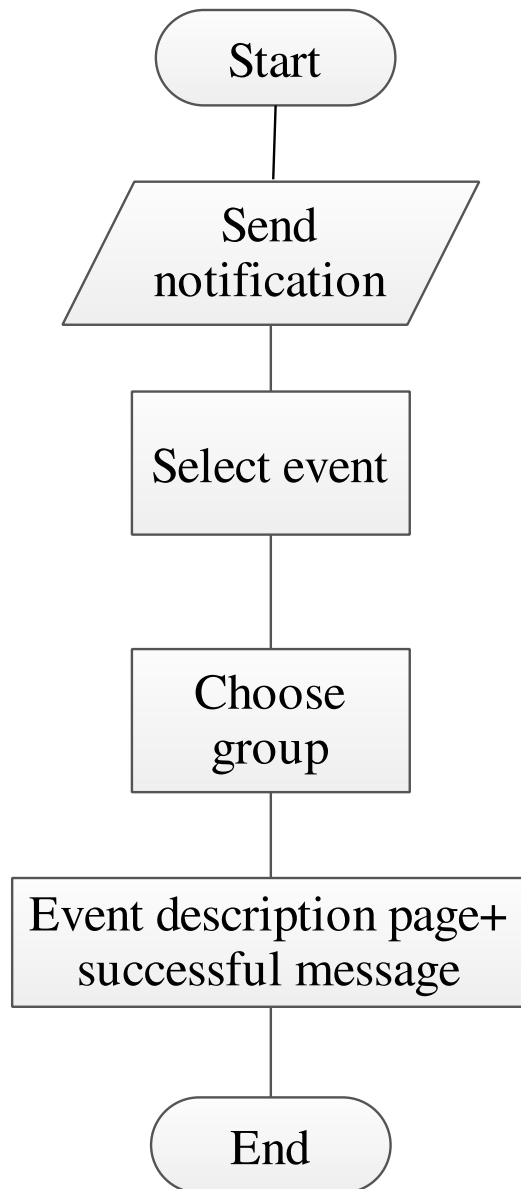 Start
Send
notification
Select event
Choose
group
Event description page+
successful message
End